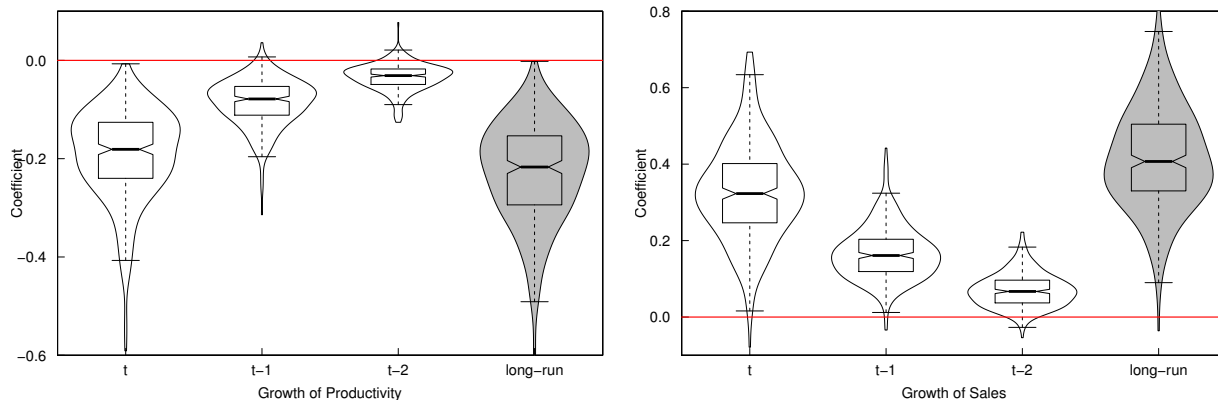 0.0
−0.2
−0.4
−0.6
Coefficient
t
t−1
t−2
long−run
Growth of Productivity
0.8
0.6
0.4
0.2
0.0
Coefficient
t
t−1
t−2
long−run
Growth of Sales